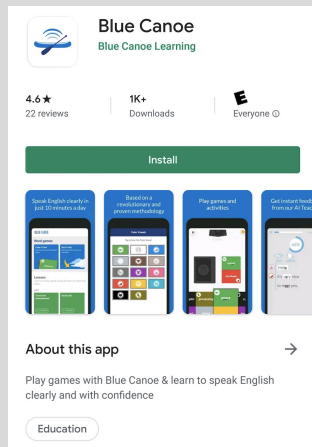 Blue Canoe
Blue Canoe Learning
4.6★
22 reviews
1K+
Downloads
E
Everyone
Install
Speak English clearly in
just 10 minutes a day
Based on a
revolutionary and
proven methodology
Play games and
activities
Get instant feedb
from our AI Teac
About this app
Play games with Blue Canoe & learn to speak English
clearly and with confidence
Education